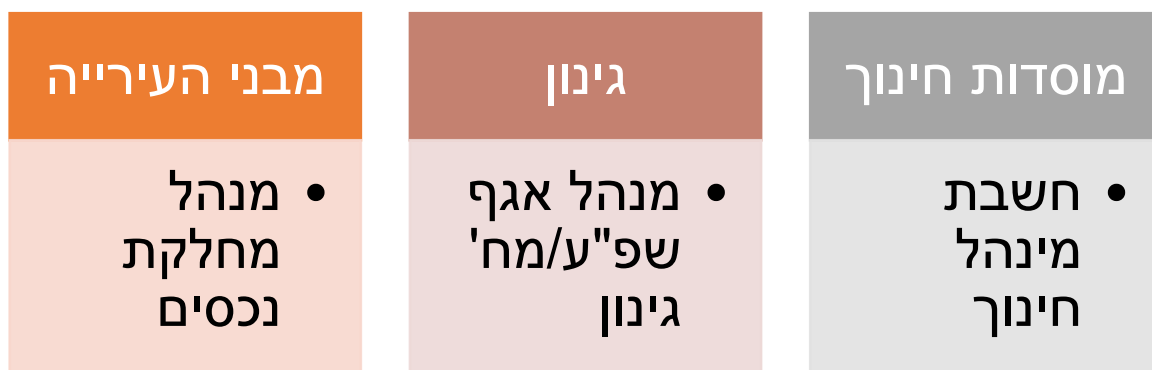 מוסדות חינוך
• חשבת
מינהל
חינוך
גינון
• מנהל אגף
שפ"ע/מח'
גינון
מבני העירייה
• מנהל
מחלקת
נכסים